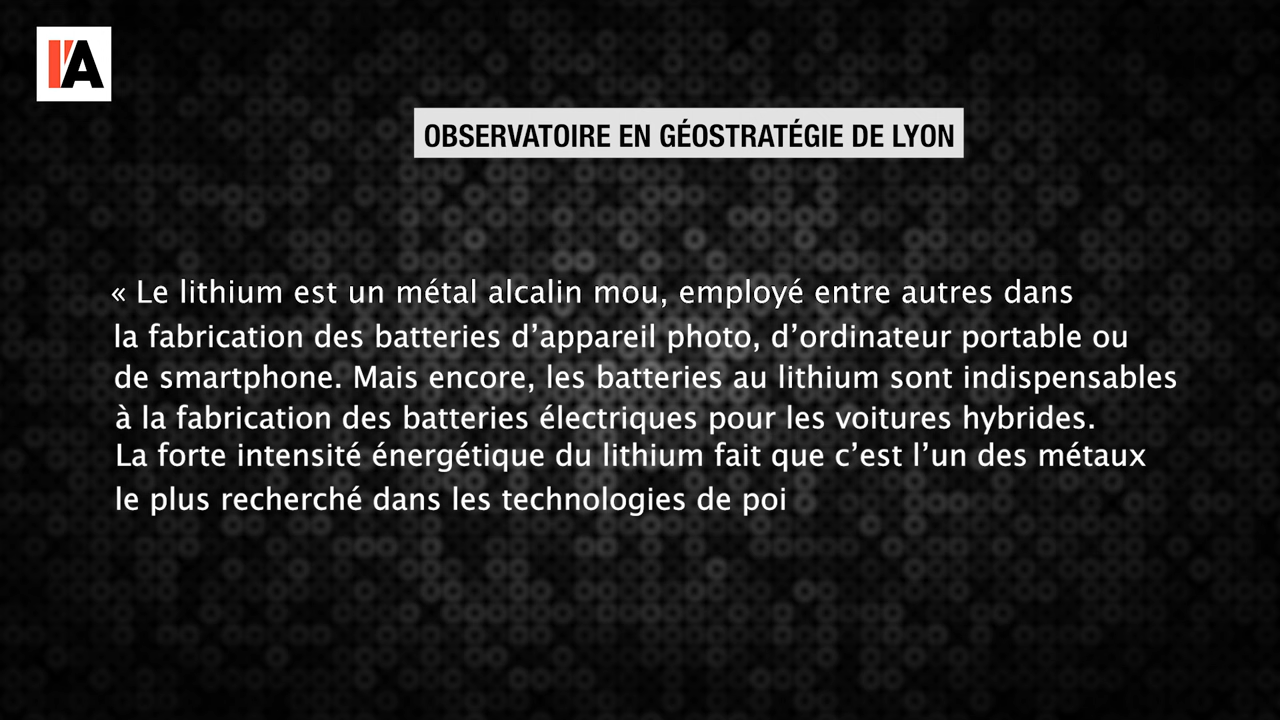 l'A
OBSERVATOIRE EN GÉOSTRATÉGIE DE LYON
« Le lithium est un métal alcalin mou, employé entre autres dans
la fabrication des batteries d’appareil photo, d’ordinateur portable ou
de smartphone. Mais encore, les batteries au lithium sont indispensables
à la fabrication des batteries électriques pour les voitures hybrides.
La forte intensité énergétique du lithium fait que c’est l’un des métaux
le plus recherché dans les technologies de poi